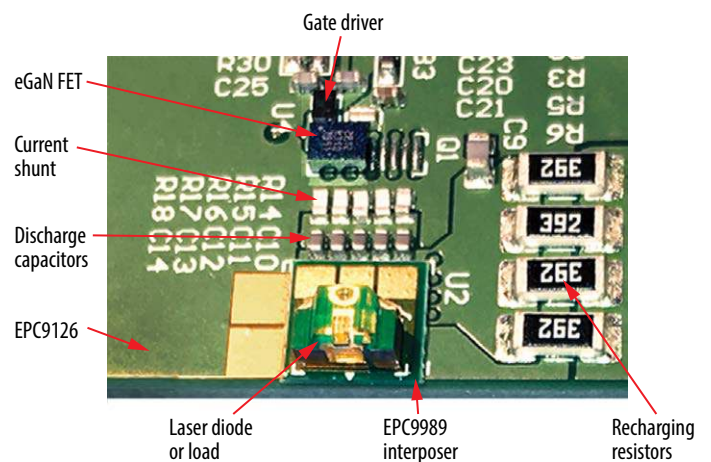 Gate driver
eGaN FET
Current
shunt
Discharge
capacitors
EPC9126
Laser diode
or load
EPC9989
interposer
Recharging
resistors
R30
C25
U1
C23
C20
C21
R3
R5
R6
Q1
C9
R14 C10
R15 C11
R16 C12
R17 C13
R18 C14
U2
392
392
392
392